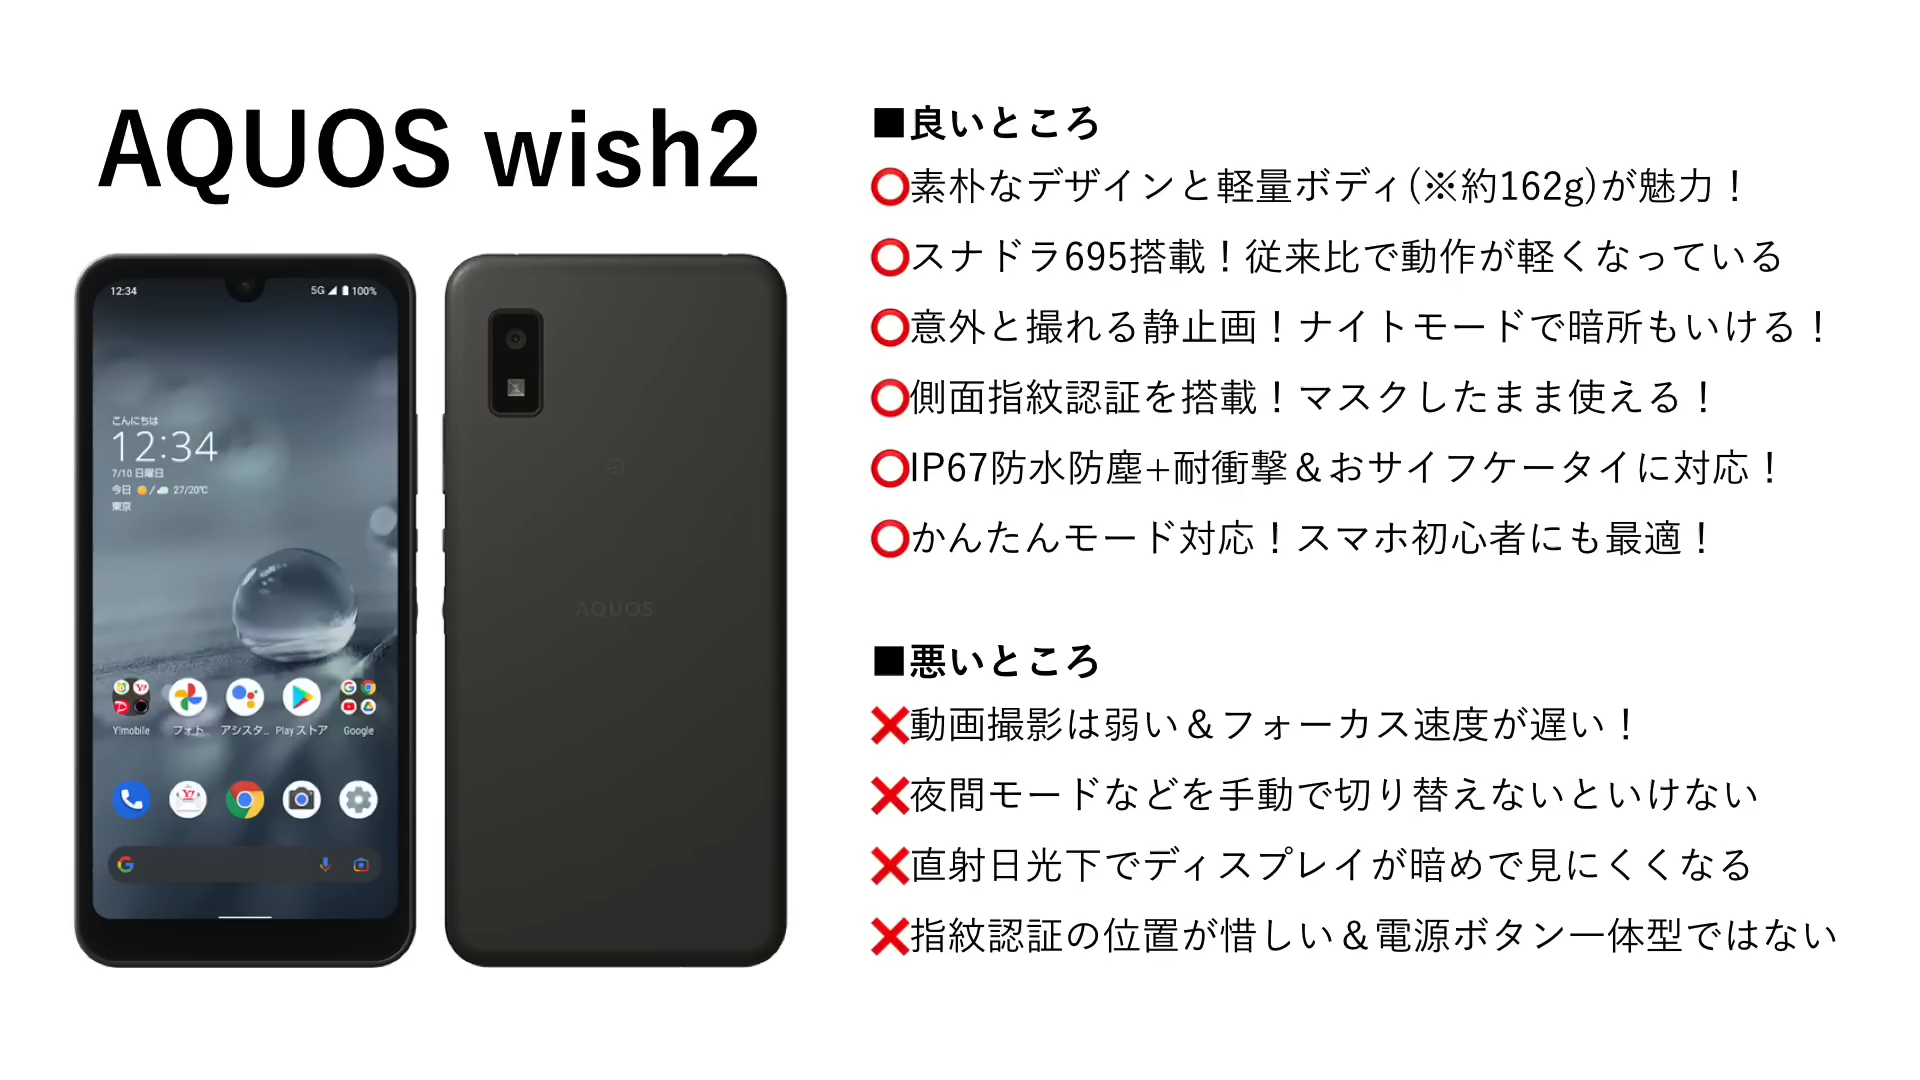 AQUOS wish2
12:34
5G 100%
こんにちは
12:34
7/10 日曜日
今日 / 27/20℃
東京
Y!mobile フォト アシスタ… Play ストア Google
AQUOS
■良いところ
⭕素朴なデザインと軽量ボディ(※約162g)が魅力！
⭕スナドラ695搭載！従来比で動作が軽くなっている
⭕意外と撮れる静止画！ナイトモードで暗所もいける！
⭕側面指紋認証を搭載！マスクしたまま使える！
⭕IP67防水防塵+耐衝撃＆おサイフケータイに対応！
⭕かんたんモード対応！スマホ初心者にも最適！
■悪いところ
❌動画撮影は弱い＆フォーカス速度が遅い！
❌夜間モードなどを手動で切り替えないといけない
❌直射日光下でディスプレイが暗めで見にくくなる
❌指紋認証の位置が惜しい＆電源ボタン一体型ではない